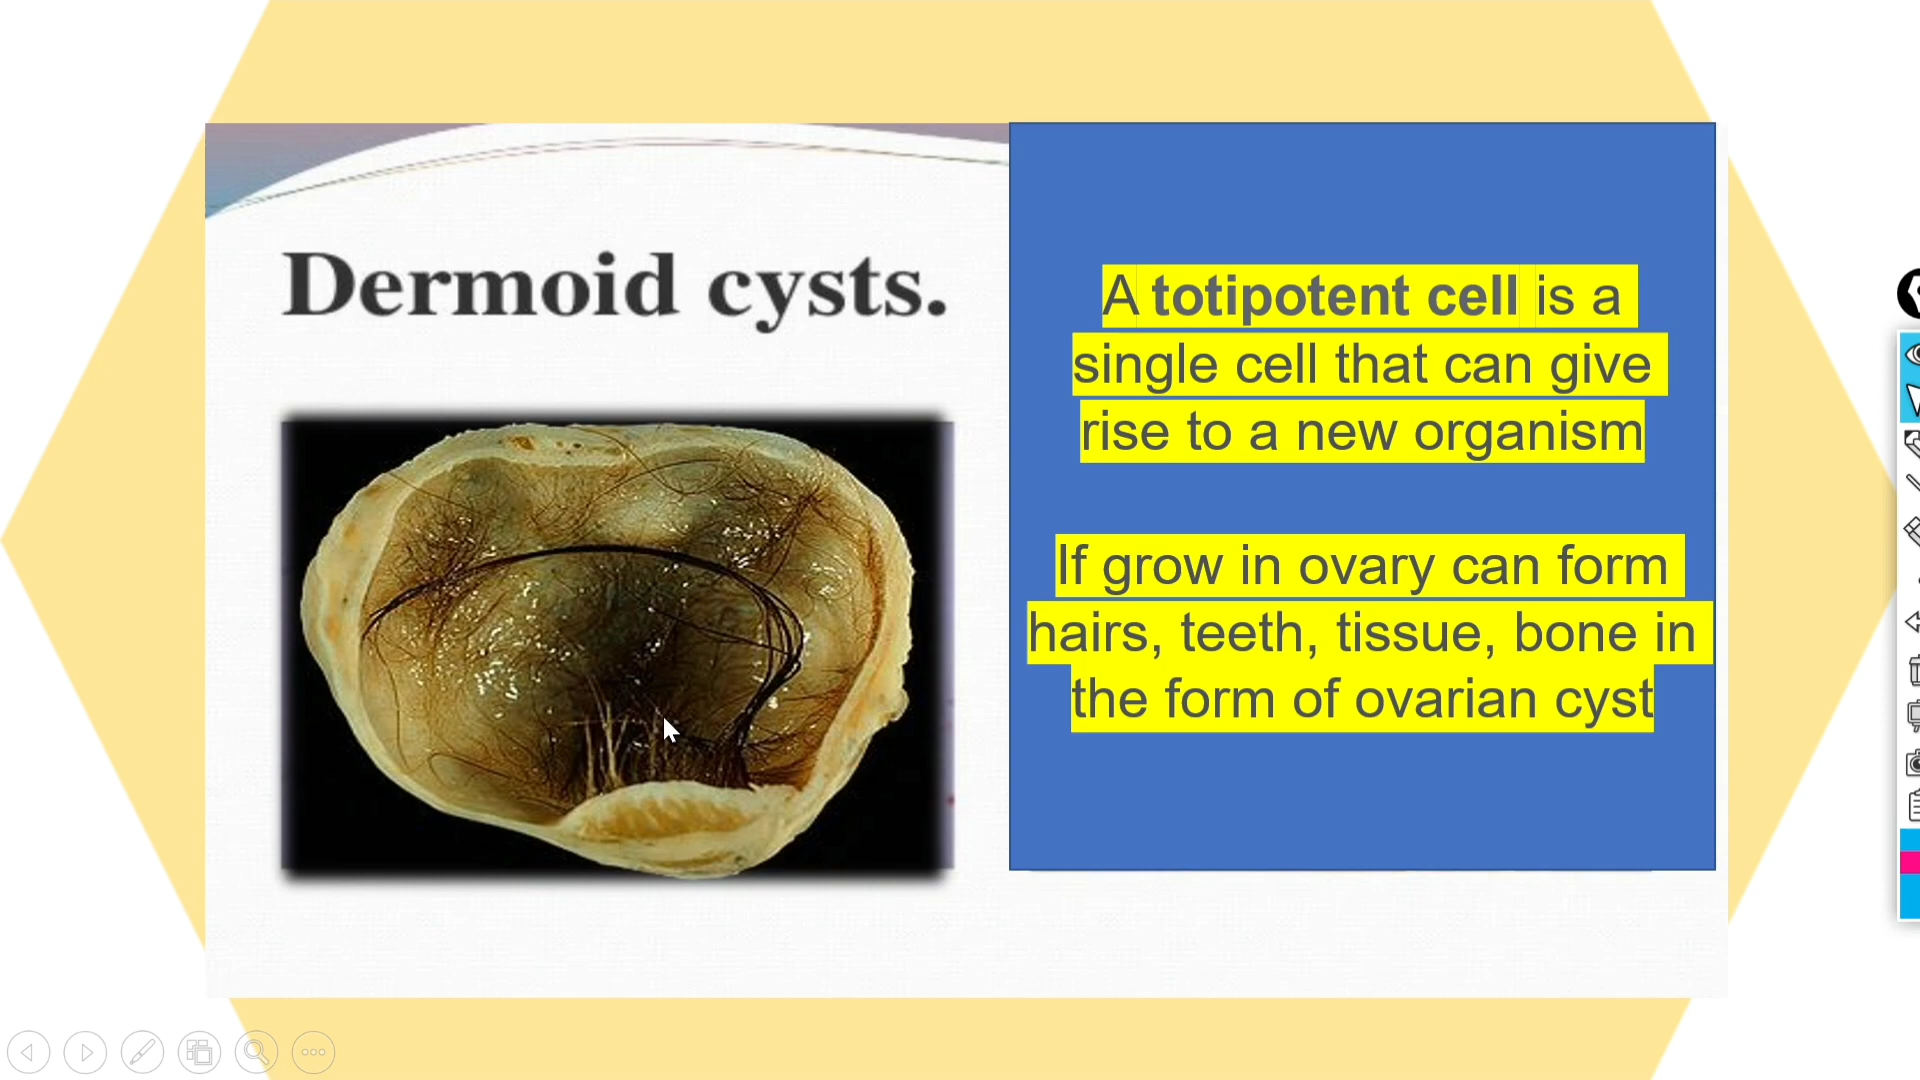 Dermoid cysts.
A totipotent cell is a
single cell that can give
rise to a new organism
If grow in ovary can form
hairs, teeth, tissue, bone in
the form of ovarian cyst